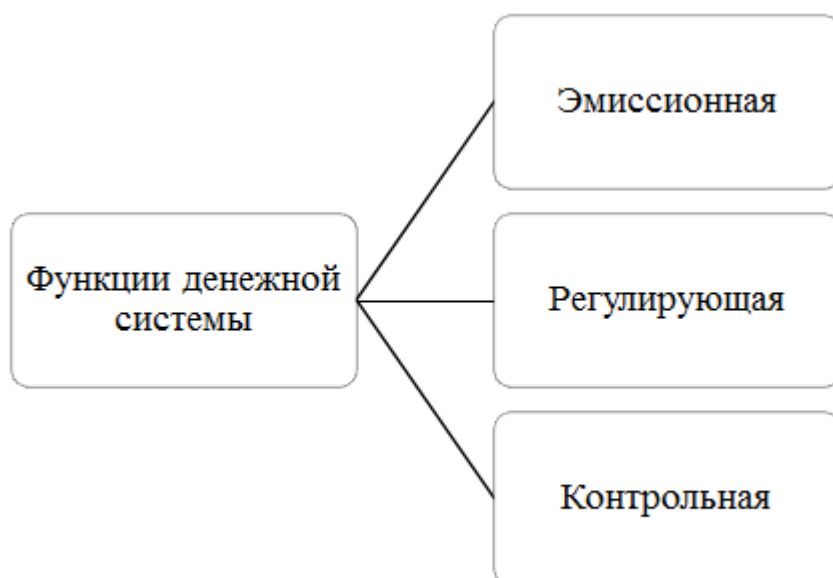 Функции денежной
системы
Эмиссионная
Регулирующая
Контрольная